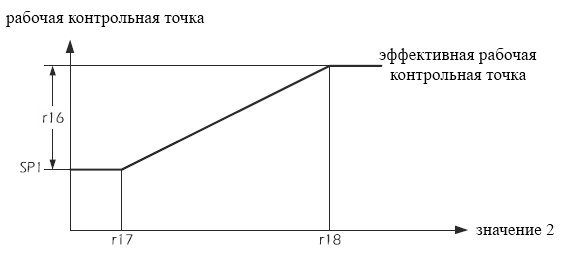 рабочая контрольная точка
эффективная рабочая
контрольная точка
r16
SP1
значение 2
r17
r18